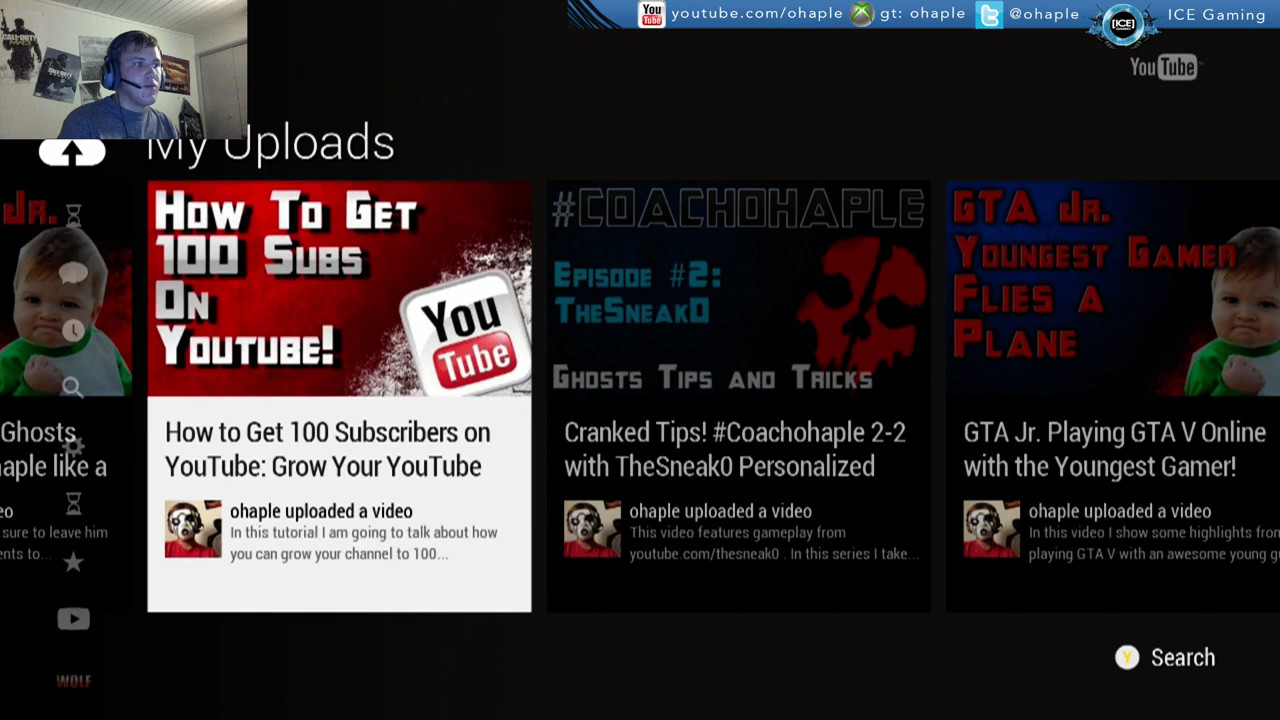 You Tube youtube.com/ohaple gt: ohaple @ohaple [ICE] ICE Gaming
YouTube
My Uploads
JR.
How To Get
100 Subs
On
Youtube!
You
Tube
#COACHOHAPLE
Episode #2:
TheSneak0
Ghosts Tips and Tricks
GTA Jr.
Youngest Gamer
Flies a
Plane
Ghosts
aple like a
eo
sure to leave him
ents to...
How to Get 100 Subscribers on
YouTube: Grow Your YouTube
ohaple uploaded a video
In this tutorial I am going to talk about how
you can grow your channel to 100...
Cranked Tips! #Coachohaple 2-2
with TheSneak0 Personalized
ohaple uploaded a video
This video features gameplay from
youtube.com/thesneak0 . In this series I take...
GTA Jr. Playing GTA V Online
with the Youngest Gamer!
ohaple uploaded a video
In this video I show some highlights from
playing GTA V with an awesome young g
WOLF
Y Search